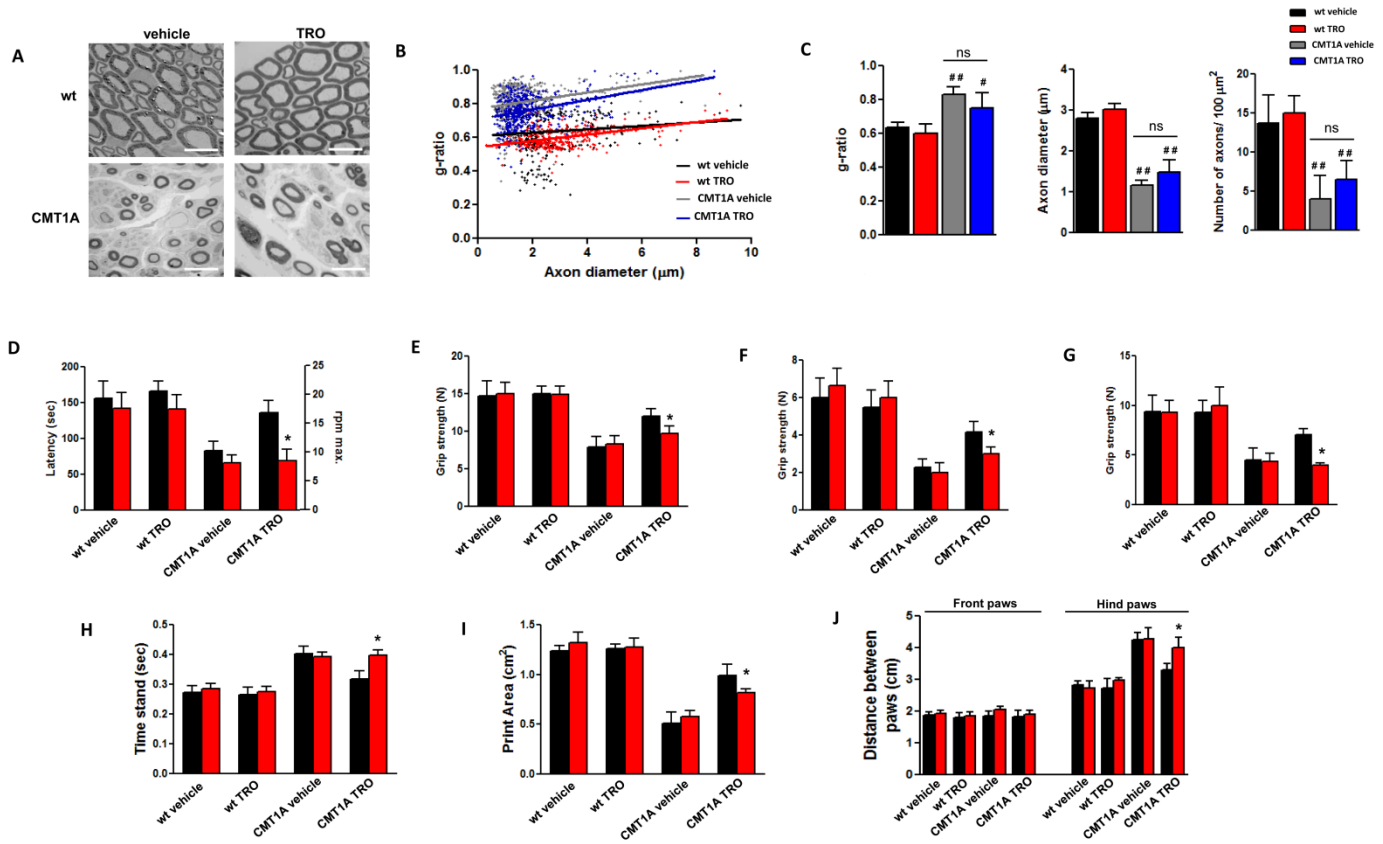 wt vehicle
wt TRO
CMT1A vehicle
CMT1A TRO
A
vehicle
TRO
wt
CMT1A
B
g-ratio
1.0
0.8
0.6
0.4
0.2
0.0
0
2
4
6
8
10
Axon diameter (μm)
wt vehicle
wt TRO
CMT1A vehicle
CMT1A TRO
C
g-ratio
1.0
0.8
0.6
0.4
0.2
0.0
ns
##
#
Axon diameter (μm)
4
3
2
1
0
ns
##
##
Number of axons/ 100 μm²
20
15
10
5
0
ns
##
##
D
Latency (sec)
200
150
100
50
0
25
20
15
10
5
0
rpm max.
*
wt vehicle
wt TRO
CMT1A vehicle
CMT1A TRO
E
Grip strength (N)
20
15
10
5
0
*
wt vehicle
wt TRO
CMT1A vehicle
CMT1A TRO
F
Grip strength (N)
8
6
4
2
0
*
wt vehicle
wt TRO
CMT1A vehicle
CMT1A TRO
G
Grip strength (N)
15
10
5
0
*
wt vehicle
wt TRO
CMT1A vehicle
CMT1A TRO
H
Time stand (sec)
0.5
0.4
0.3
0.2
0.1
0.0
*
wt vehicle
wt TRO
CMT1A vehicle
CMT1A TRO
I
Print Area (cm²)
1.5
1.0
0.5
0.0
*
wt vehicle
wt TRO
CMT1A vehicle
CMT1A TRO
J
Front paws
Hind paws
Distance between
paws (cm)
5
4
3
2
1
0
*
wt vehicle
wt TRO
CMT1A vehicle
CMT1A TRO
wt vehicle
wt TRO
CMT1A vehicle
CMT1A TRO